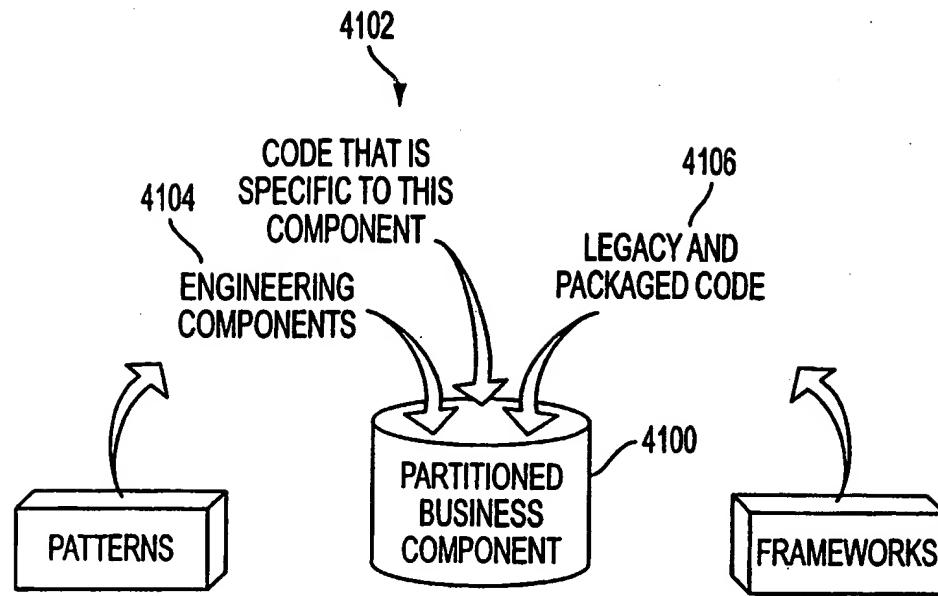 4102
CODE THAT IS
SPECIFIC TO THIS
COMPONENT
4104
ENGINEERING
COMPONENTS
4106
LEGACY AND
PACKAGED CODE
4100
PARTITIONED
BUSINESS
COMPONENT
PATTERNS
FRAMEWORKS